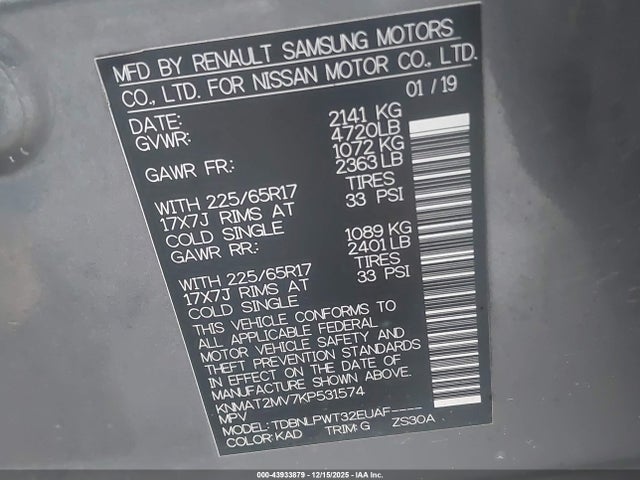 MFD BY RENAULT SAMSUNG MOTORS
CO., LTD. FOR NISSAN MOTOR CO., LTD.
DATE: 01 / 19
GVWR: 2141 KG
4720LB
GAWR FR: 1072 KG
2363 LB
WITH 225/65R17 TIRES
17X7J RIMS AT 33 PSI
COLD SINGLE
GAWR RR: 1089 KG
2401 LB
WITH 225/65R17 TIRES
17X7J RIMS AT 33 PSI
COLD SINGLE
THIS VEHICLE CONFORMS TO
ALL APPLICABLE FEDERAL
MOTOR VEHICLE SAFETY AND
THEFT PREVENTION STANDARDS
IN EFFECT ON THE DATE OF
MANUFACTURE SHOWN ABOVE.
KNMAT2MV7KP531574
MPV
MODEL: TDBNLPWT32EUAF-----
COLOR: KAD TRIM: G ZS30A
000-43933879 / 12/15/2025 - IAA Inc.